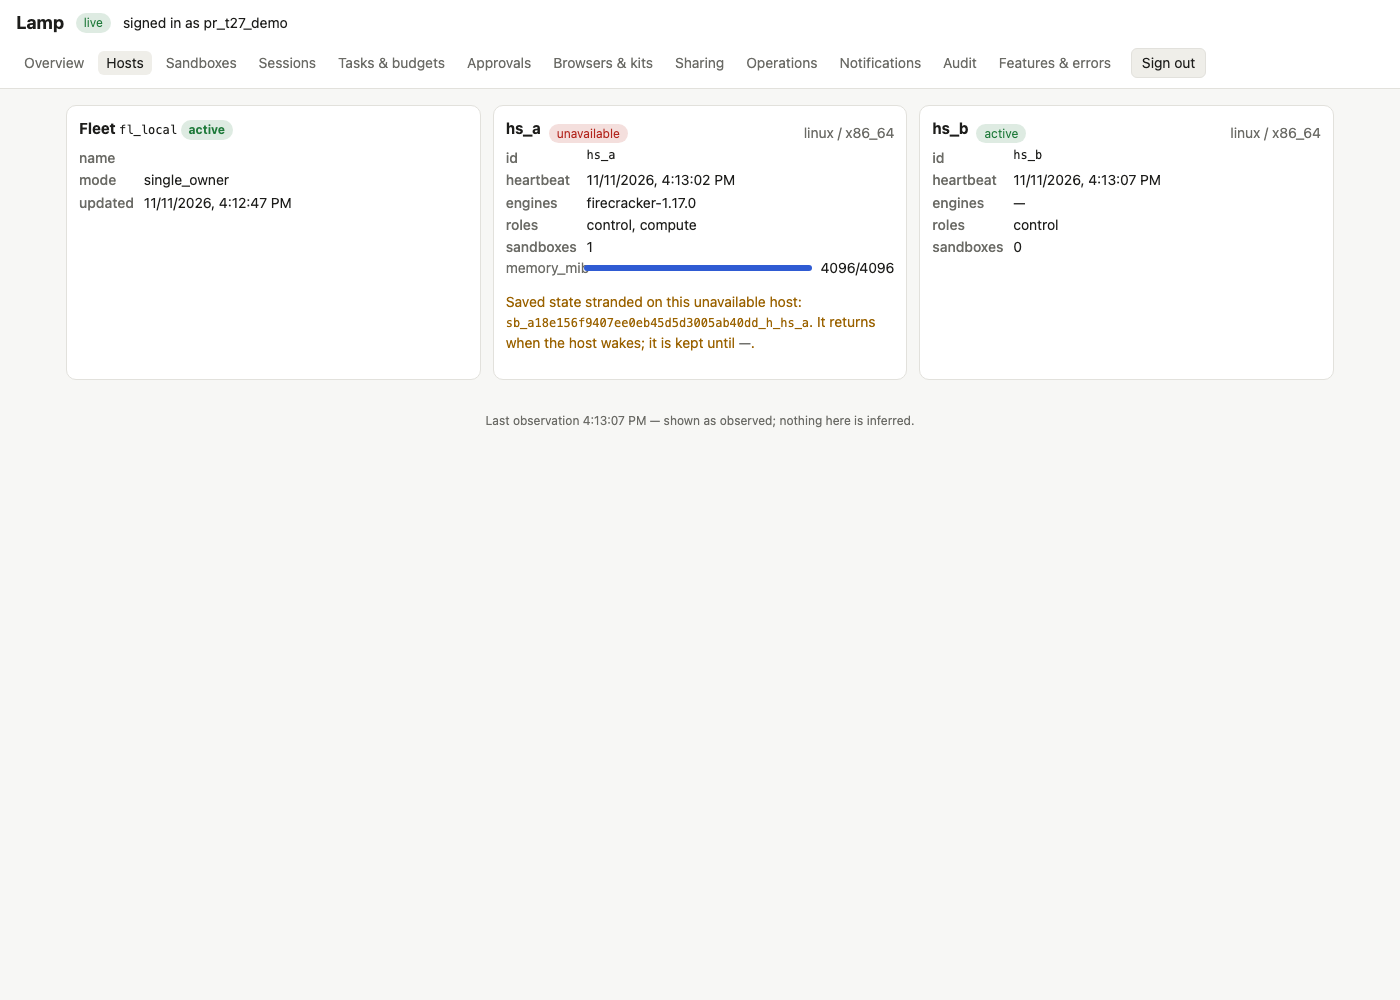 Lamp live signed in as pr_t27_demo
Overview Hosts Sandboxes Sessions Tasks & budgets Approvals Browsers & kits Sharing Operations Notifications Audit Features & errors Sign out
Fleet fl_local active
name
mode single_owner
updated 11/11/2026, 4:12:47 PM
hs_a unavailable linux / x86_64
id hs_a
heartbeat 11/11/2026, 4:13:02 PM
engines firecracker-1.17.0
roles control, compute
sandboxes 1
memory_mib 4096/4096
Saved state stranded on this unavailable host:
sb_a18e156f9407ee0eb45d5d3005ab40dd_h_hs_a. It returns
when the host wakes; it is kept until —.
hs_b active linux / x86_64
id hs_b
heartbeat 11/11/2026, 4:13:07 PM
engines —
roles control
sandboxes 0
Last observation 4:13:07 PM — shown as observed; nothing here is inferred.